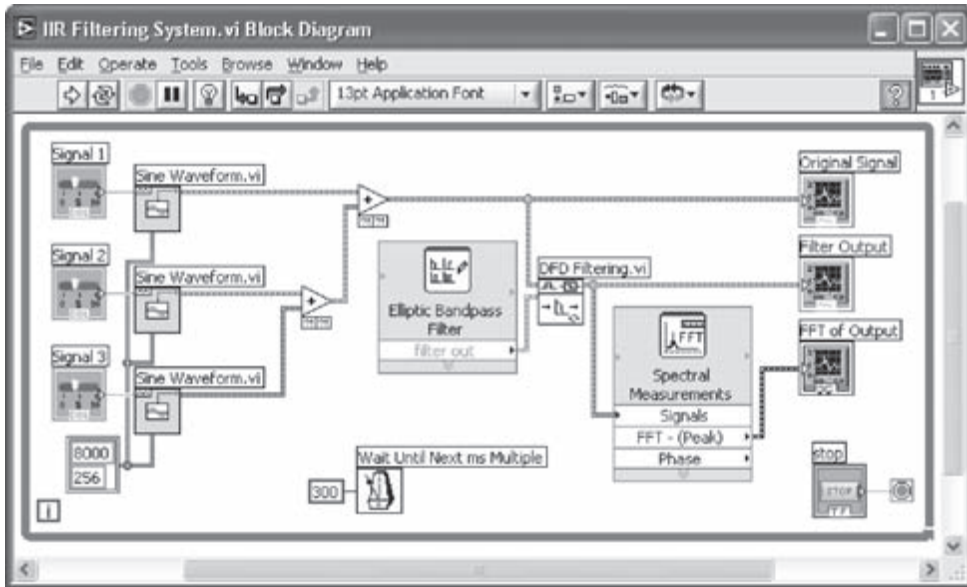 IIR Filtering System.vi Block Diagram
File Edit Operate Tools Browse Window Help
13pt Application Font
?
1
Signal 1
Sine Waveform.vi
Original Signal
Signal 2
Sine Waveform.vi
Filter Output
DFD Filtering.vi
Elliptic Bandpass
Filter
filter out
FFT of Output
Signal 3
Sine Waveform.vi
FFT
Spectral
Measurements
Signals
FFT - (Peak)
Phase
8000
256
Wait Until Next ms Multiple
300
stop
STOP
TF
i